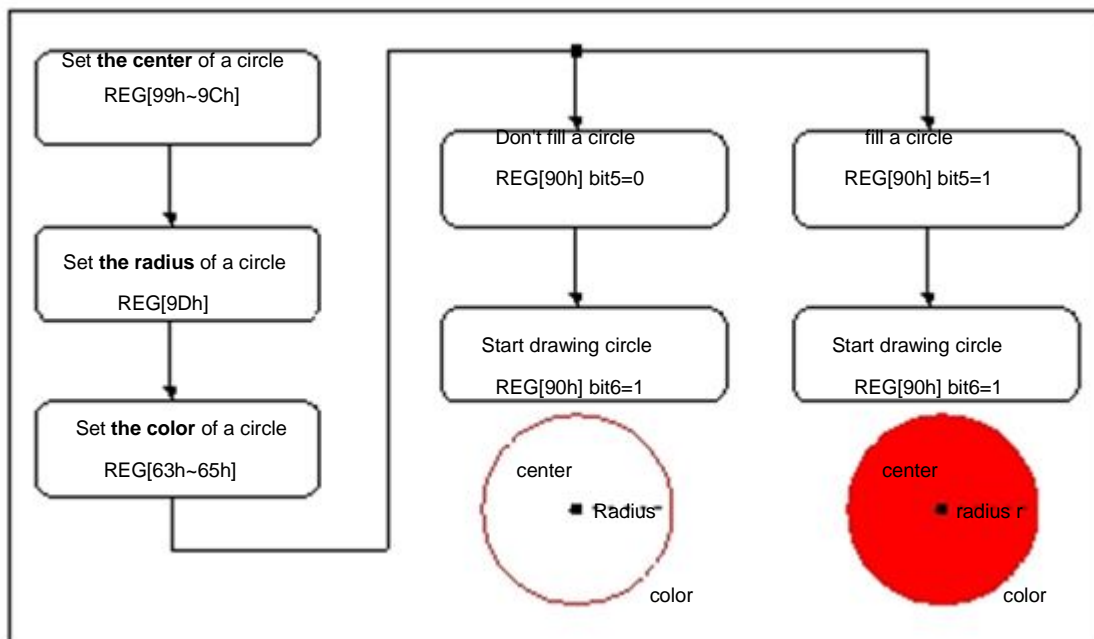 Set the center of a circle
REG[99h~9Ch]
Set the radius of a circle
REG[9Dh]
Set the color of a circle
REG[63h~65h]
Don't fill a circle
REG[90h] bit5=0
Start drawing circle
REG[90h] bit6=1
center
Radius
color
fill a circle
REG[90h] bit5=1
Start drawing circle
REG[90h] bit6=1
center
radius r
color